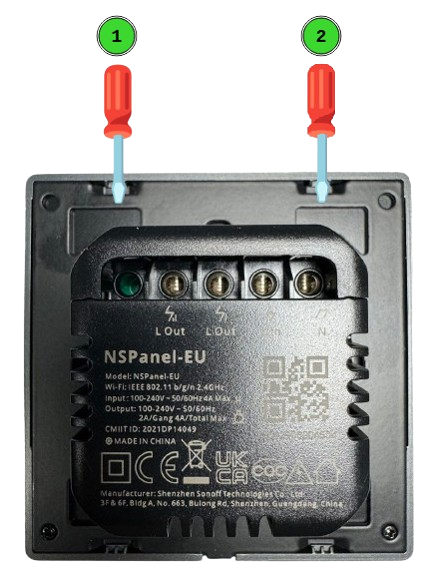 1 2
L Out L Out N
NSPanel-EU
Model: NSPanel-EU
Wi-Fi: IEEE 802.11 b/g/n 2.4GHz
Input: 100-240V ~ 50/60Hz 4A Max
Output: 100-240V ~ 50/60Hz
2A/Gang 4A/Total Max
CMIIT ID: 2021DP14049
MADE IN CHINA
CE UK CA CQC
Manufacturer: Shenzhen Sonoff Technologies Co., Ltd.
3F & 6F, Bldg A, No. 663, Bulong Rd, Shenzhen, Guangdong, China